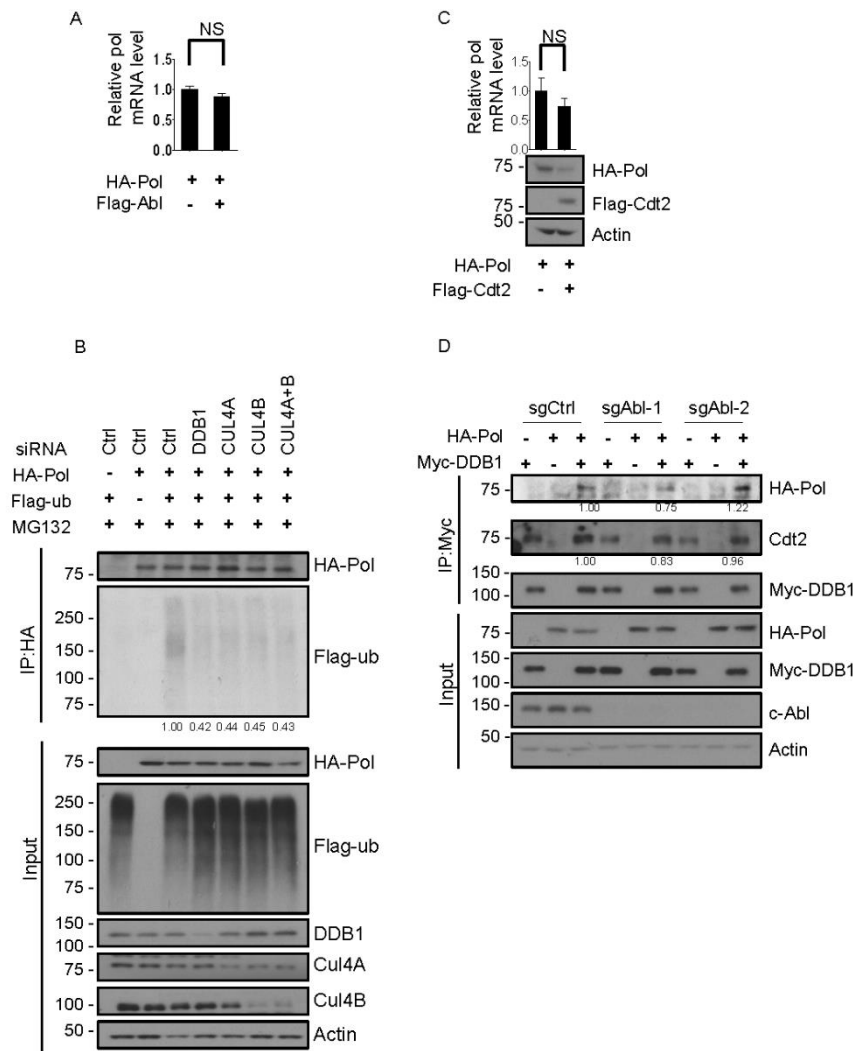 A
NS
Relative pol
mRNA level
1.5
1.0
0.5
0.0
HA-Pol + +
Flag-Abl - +
C
NS
Relative pol
mRNA level
1.5
1.0
0.5
0.0
75 - HA-Pol
75 - Flag-Cdt2
50 - Actin
HA-Pol + +
Flag-Cdt2 - +
B
siRNA Ctrl Ctrl Ctrl DDB1 CUL4A CUL4B CUL4A+B
HA-Pol - + + + + + +
Flag-ub + - + + + + +
MG132 + + + + + + +
IP:HA
75 - HA-Pol
250 -
150 - Flag-ub
100 -
75 -
1.00 0.42 0.44 0.45 0.43
Input
75 - HA-Pol
250 -
150 - Flag-ub
100 -
75 -
150 - DDB1
100 -
75 - Cul4A
100 - Cul4B
50 - Actin
D
sgCtrl sgAbl-1 sgAbl-2
HA-Pol - + + - + + - + +
Myc-DDB1 + - + + - + + - +
IP:Myc
75 - HA-Pol
1.00 0.75 1.22
75 - Cdt2
1.00 0.83 0.96
150 -
100 - Myc-DDB1
Input
75 - HA-Pol
150 - Myc-DDB1
100 -
150 - c-Abl
50 - Actin